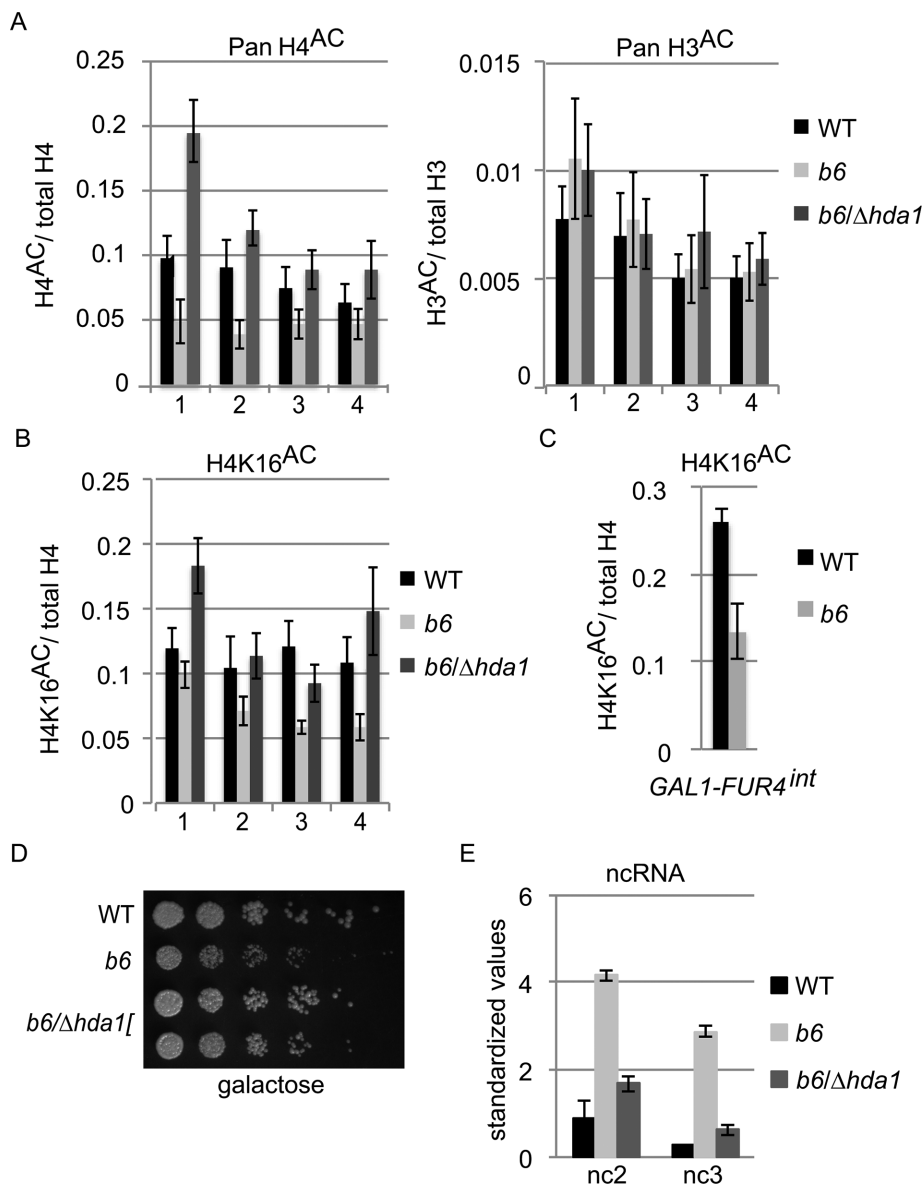 A
Pan H4AC
H4AC/ total H4
0.25
0.2
0.15
0.1
0.05
0
1 2 3 4
Pan H3AC
H3AC/ total H3
0.015
0.01
0.005
0
1 2 3 4
WT
b6
b6/Δhda1
B
H4K16AC
H4K16AC/ total H4
0.25
0.2
0.15
0.1
0.05
0
1 2 3 4
WT
b6
b6/Δhda1
C
H4K16AC
H4K16AC/ total H4
0.3
0.2
0.1
0
GAL1-FUR4int
WT
b6
D
WT
b6
b6/Δhda1[
galactose
E
ncRNA
standardized values
6
4
2
0
nc2 nc3
WT
b6
b6/Δhda1